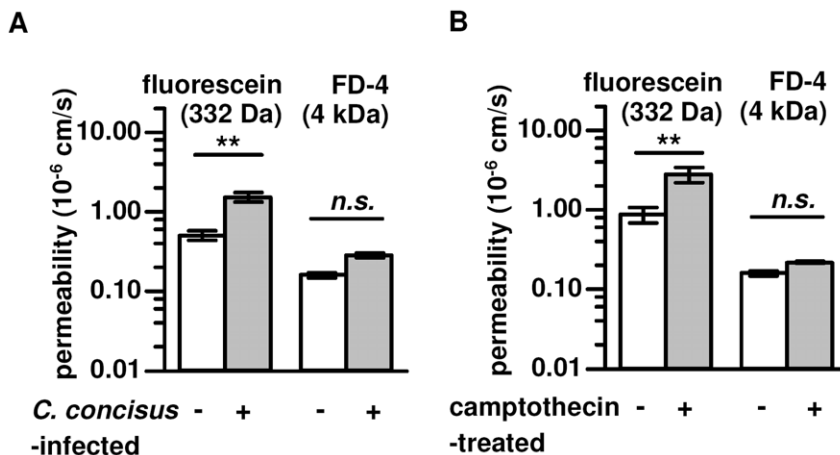 A
fluorescein FD-4
(332 Da) (4 kDa)
permeability (10⁻⁶ cm/s)
10.00
1.00
0.10
0.01
**
n.s.
C. concisus - + - +
-infected
B
fluorescein FD-4
(332 Da) (4 kDa)
permeability (10⁻⁶ cm/s)
10.00
1.00
0.10
0.01
**
n.s.
camptothecin - + - +
-treated